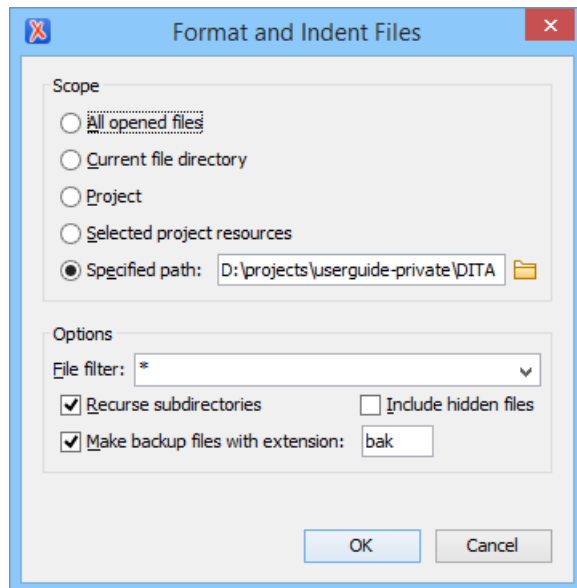 Format and Indent Files
Scope
All opened files
Current file directory
Project
Selected project resources
Specified path: D:\projects\userguide-private\DITA
Options
File filter: *
Recurse subdirectories Include hidden files
Make backup files with extension: bak
OK Cancel